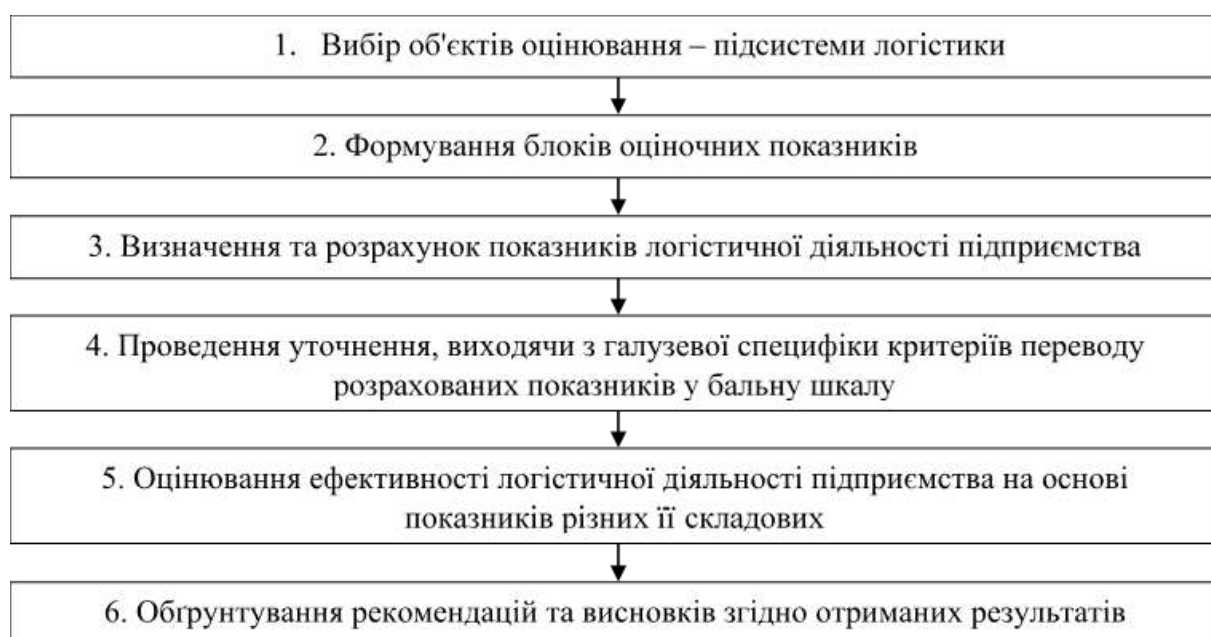 1. Вибір об'єктів оцінювання – підсистеми логістики
2. Формування блоків оціночних показників
3. Визначення та розрахунок показників логістичної діяльності підприємства
4. Проведення уточнення, виходячи з галузевої специфіки критеріїв переводу
розрахованих показників у бальну шкалу
5. Оцінювання ефективності логістичної діяльності підприємства на основі
показників різних її складових
6. Обґрунтування рекомендацій та висновків згідно отриманих результатів